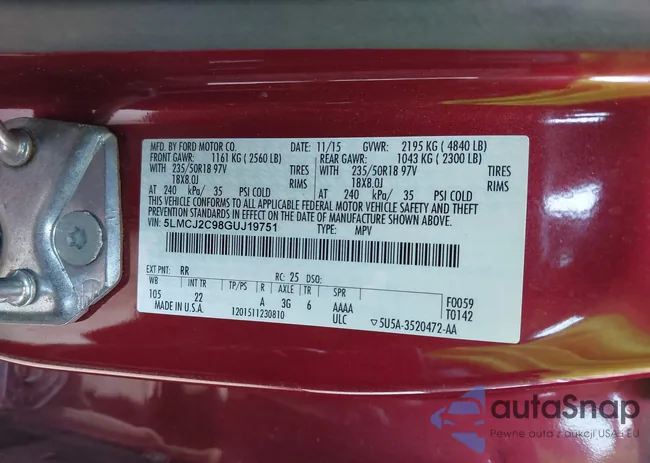 MFD. BY FORD MOTOR CO. DATE: 11/15 GVWR: 2195 KG ( 4840 LB)
FRONT GAWR: 1161 KG ( 2560 LB) REAR GAWR: 1043 KG ( 2300 LB)
WITH 235/50R18 97V TIRES WITH 235/50R18 97V TIRES
18X8.0J RIMS 18X8.0J RIMS
AT 240 kPa/ 35 PSI COLD AT 240 kPa/ 35 PSI COLD
THIS VEHICLE CONFORMS TO ALL APPLICABLE FEDERAL MOTOR VEHICLE SAFETY, BUMPER,
AND THEFT PREVENTION STANDARDS IN EFFECT ON THE DATE OF MANUFACTURE SHOWN ABOVE.
VIN: 5LMCJ2C98GUJ19751 TYPE: MPV
EXT PNT: RR RC: 25 DSO:
WB INT TR TP/PS R AXLE TR SPR F0059
105 22 A 3G 6 AAAA T0142
MADE IN U.S.A. 1201511230810 ULC ▽5U5A-3520472-AA
autaSnap
Pewne auta z aukcji USA i EU